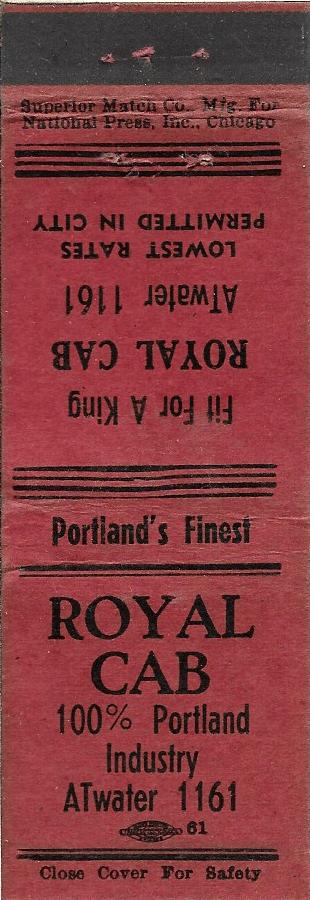 Superior Match Co., Mfg. For
National Press, Inc., Chicago
Fit For A King
ROYAL CAB
ATwater 1161
LOWEST RATES
PERMITTED IN CITY
Portland's Finest
ROYAL
CAB
100% Portland
Industry
ATwater 1161
61
Close Cover For Safety